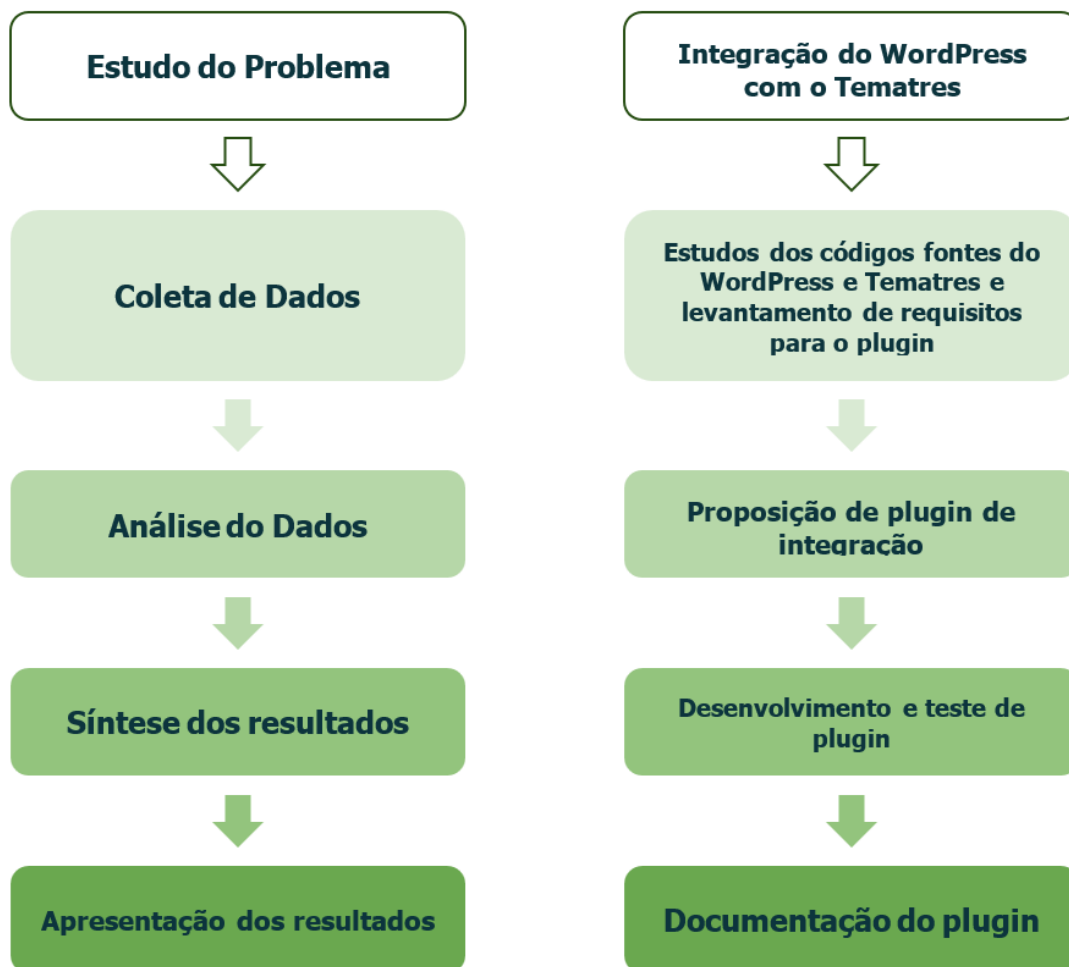 Estudo do Problema
Coleta de Dados
Análise do Dados
Síntese dos resultados
Apresentação dos resultados
Integração do WordPress
com o Tematres
Estudos dos códigos fontes do
WordPress e Tematres e
levantamento de requisitos
para o plugin
Proposição de plugin de
integração
Desenvolvimento e teste de
plugin
Documentação do plugin